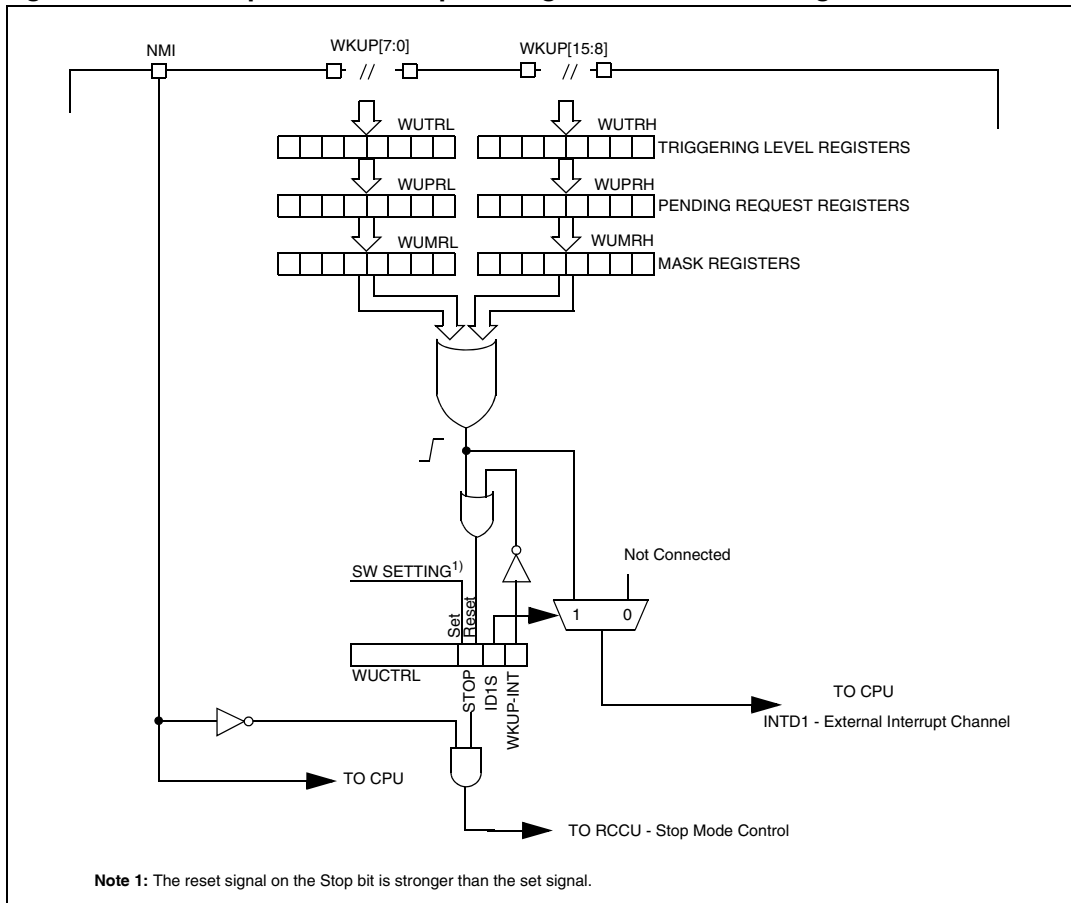 NMI
WKUP[7:0]
WKUP[15:8]
//
//
WUTRL
WUTRH
TRIGGERING LEVEL REGISTERS
WUPRL
WUPRH
PENDING REQUEST REGISTERS
WUMRL
WUMRH
MASK REGISTERS
Not Connected
SW SETTING1)
Set
Reset
1 0
WUCTRL
STOP
ID1S
WKUP-INT
TO CPU
INTD1 - External Interrupt Channel
TO CPU
TO RCCU - Stop Mode Control
Note 1: The reset signal on the Stop bit is stronger than the set signal.